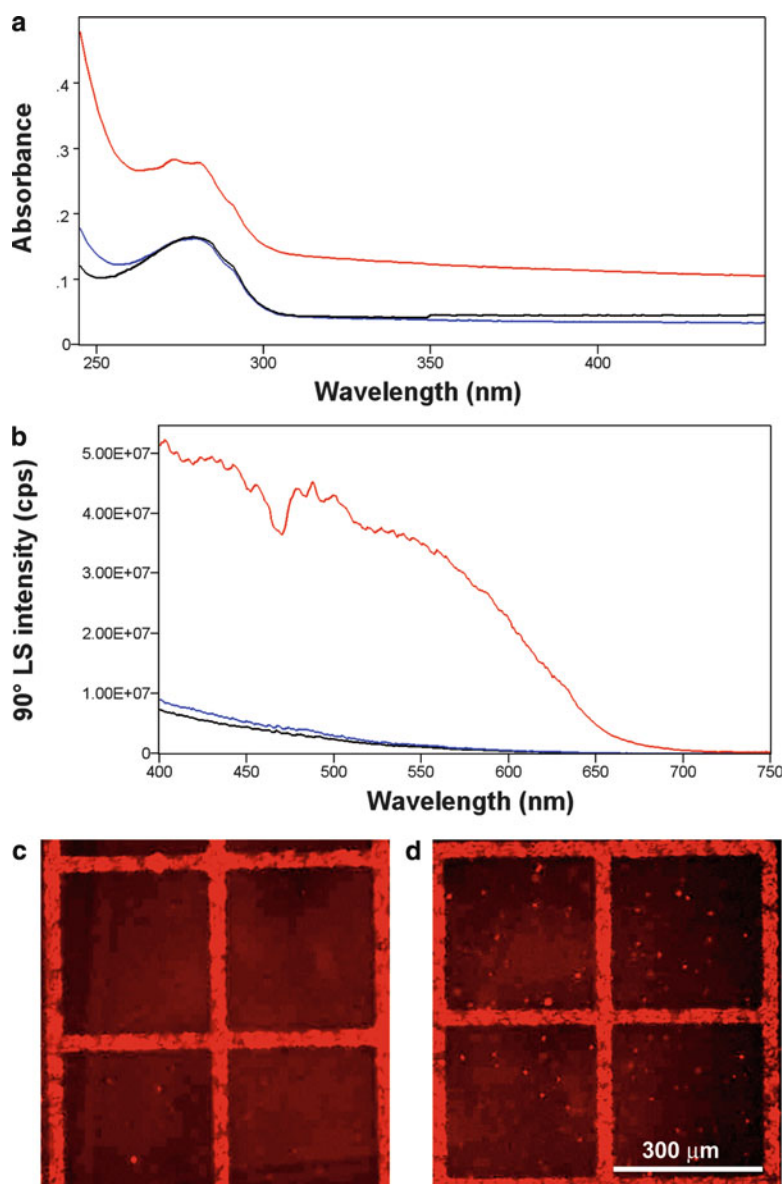 a
Absorbance
.4
.3
.2
.1
0
250 300 350 400
Wavelength (nm)
b
90° LS intensity (cps)
5.00E+07
4.00E+07
3.00E+07
2.00E+07
1.00E+07
0
400 450 500 550 600 650 700 750
Wavelength (nm)
c
d
300 μm